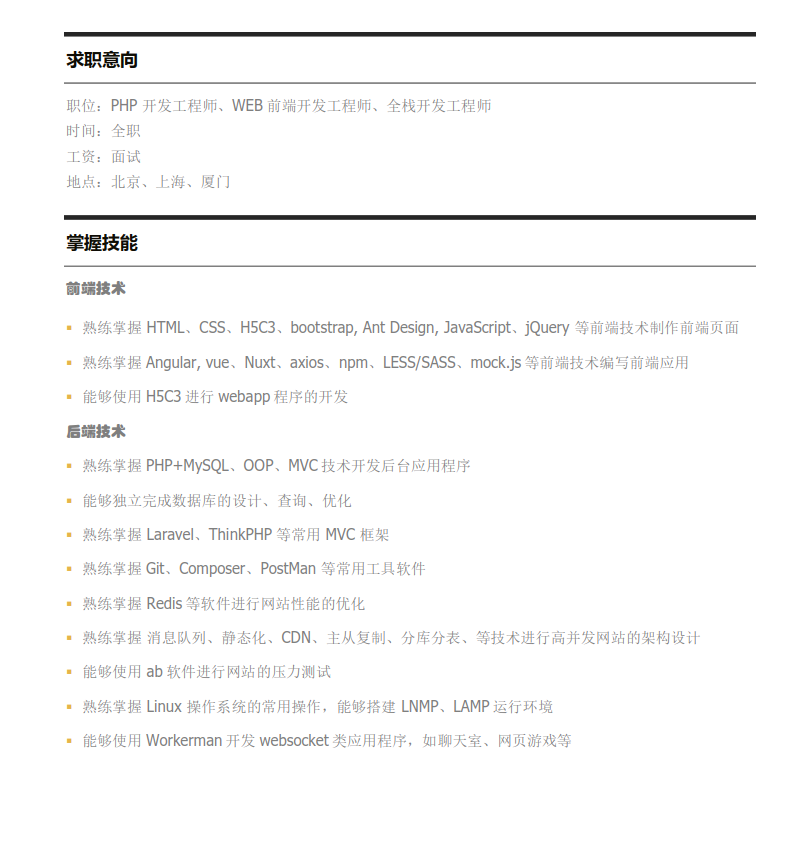 求职意向
职位：PHP 开发工程师、WEB 前端开发工程师、全栈开发工程师
时间：全职
工资：面试
地点：北京、上海、厦门
掌握技能
前端技术
▪ 熟练掌握 HTML、CSS、H5C3、bootstrap, Ant Design, JavaScript、jQuery 等前端技术制作前端页面
▪ 熟练掌握 Angular, vue、Nuxt、axios、npm、LESS/SASS、mock.js 等前端技术编写前端应用
▪ 能够使用 H5C3 进行 webapp 程序的开发
后端技术
▪ 熟练掌握 PHP+MySQL、OOP、MVC 技术开发后台应用程序
▪ 能够独立完成数据库的设计、查询、优化
▪ 熟练掌握 Laravel、ThinkPHP 等常用 MVC 框架
▪ 熟练掌握 Git、Composer、PostMan 等常用工具软件
▪ 熟练掌握 Redis 等软件进行网站性能的优化
▪ 熟练掌握 消息队列、静态化、CDN、主从复制、分库分表、等技术进行高并发网站的架构设计
▪ 能够使用 ab 软件进行网站的压力测试
▪ 熟练掌握 Linux 操作系统的常用操作，能够搭建 LNMP、LAMP 运行环境
▪ 能够使用 Workerman 开发 websocket 类应用程序，如聊天室、网页游戏等